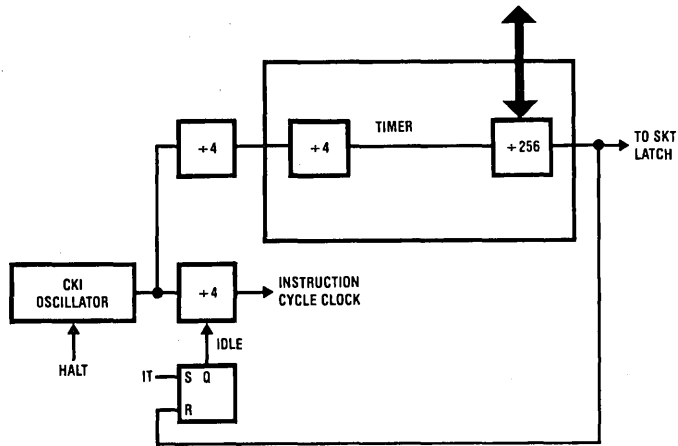 TIMER
÷4
÷4
÷256
TO SKT
LATCH
CKI
OSCILLATOR
÷4
INSTRUCTION
CYCLE CLOCK
HALT
IDLE
IT
S Q
R